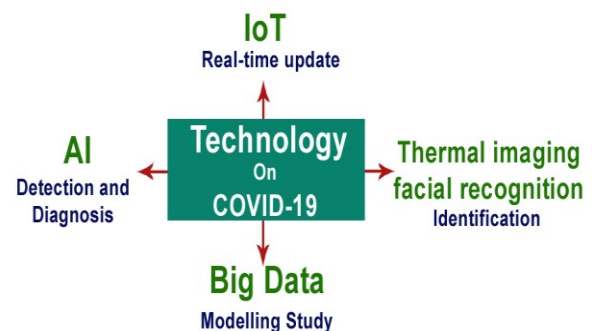 IoT
Real-time update
Technology
On
COVID-19
AI
Detection and
Diagnosis
Thermal imaging
facial recognition
Identification
Big Data
Modelling Study